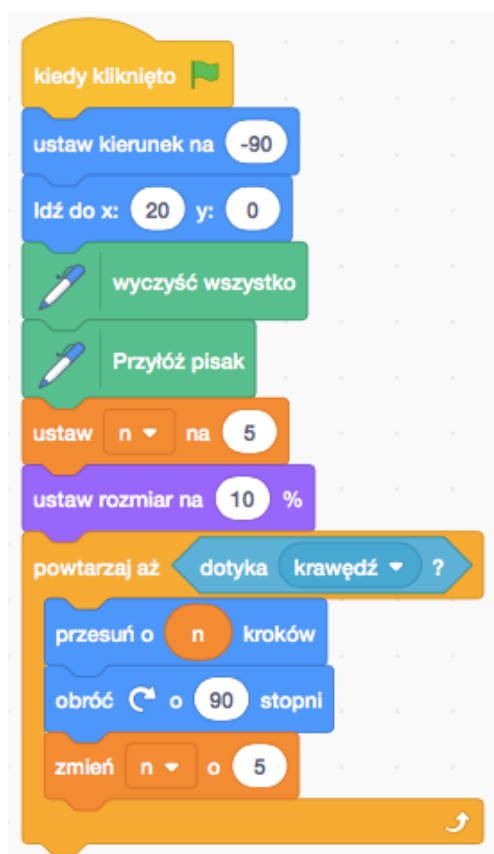 kiedy kliknięto
ustaw kierunek na -90
Idź do x: 20 y: 0
wyczyść wszystko
Przyłóż pisak
ustaw n na 5
ustaw rozmiar na 10 %
powtarzaj aż dotyka krawędź ?
przesuń o n kroków
obróć o 90 stopni
zmień n o 5